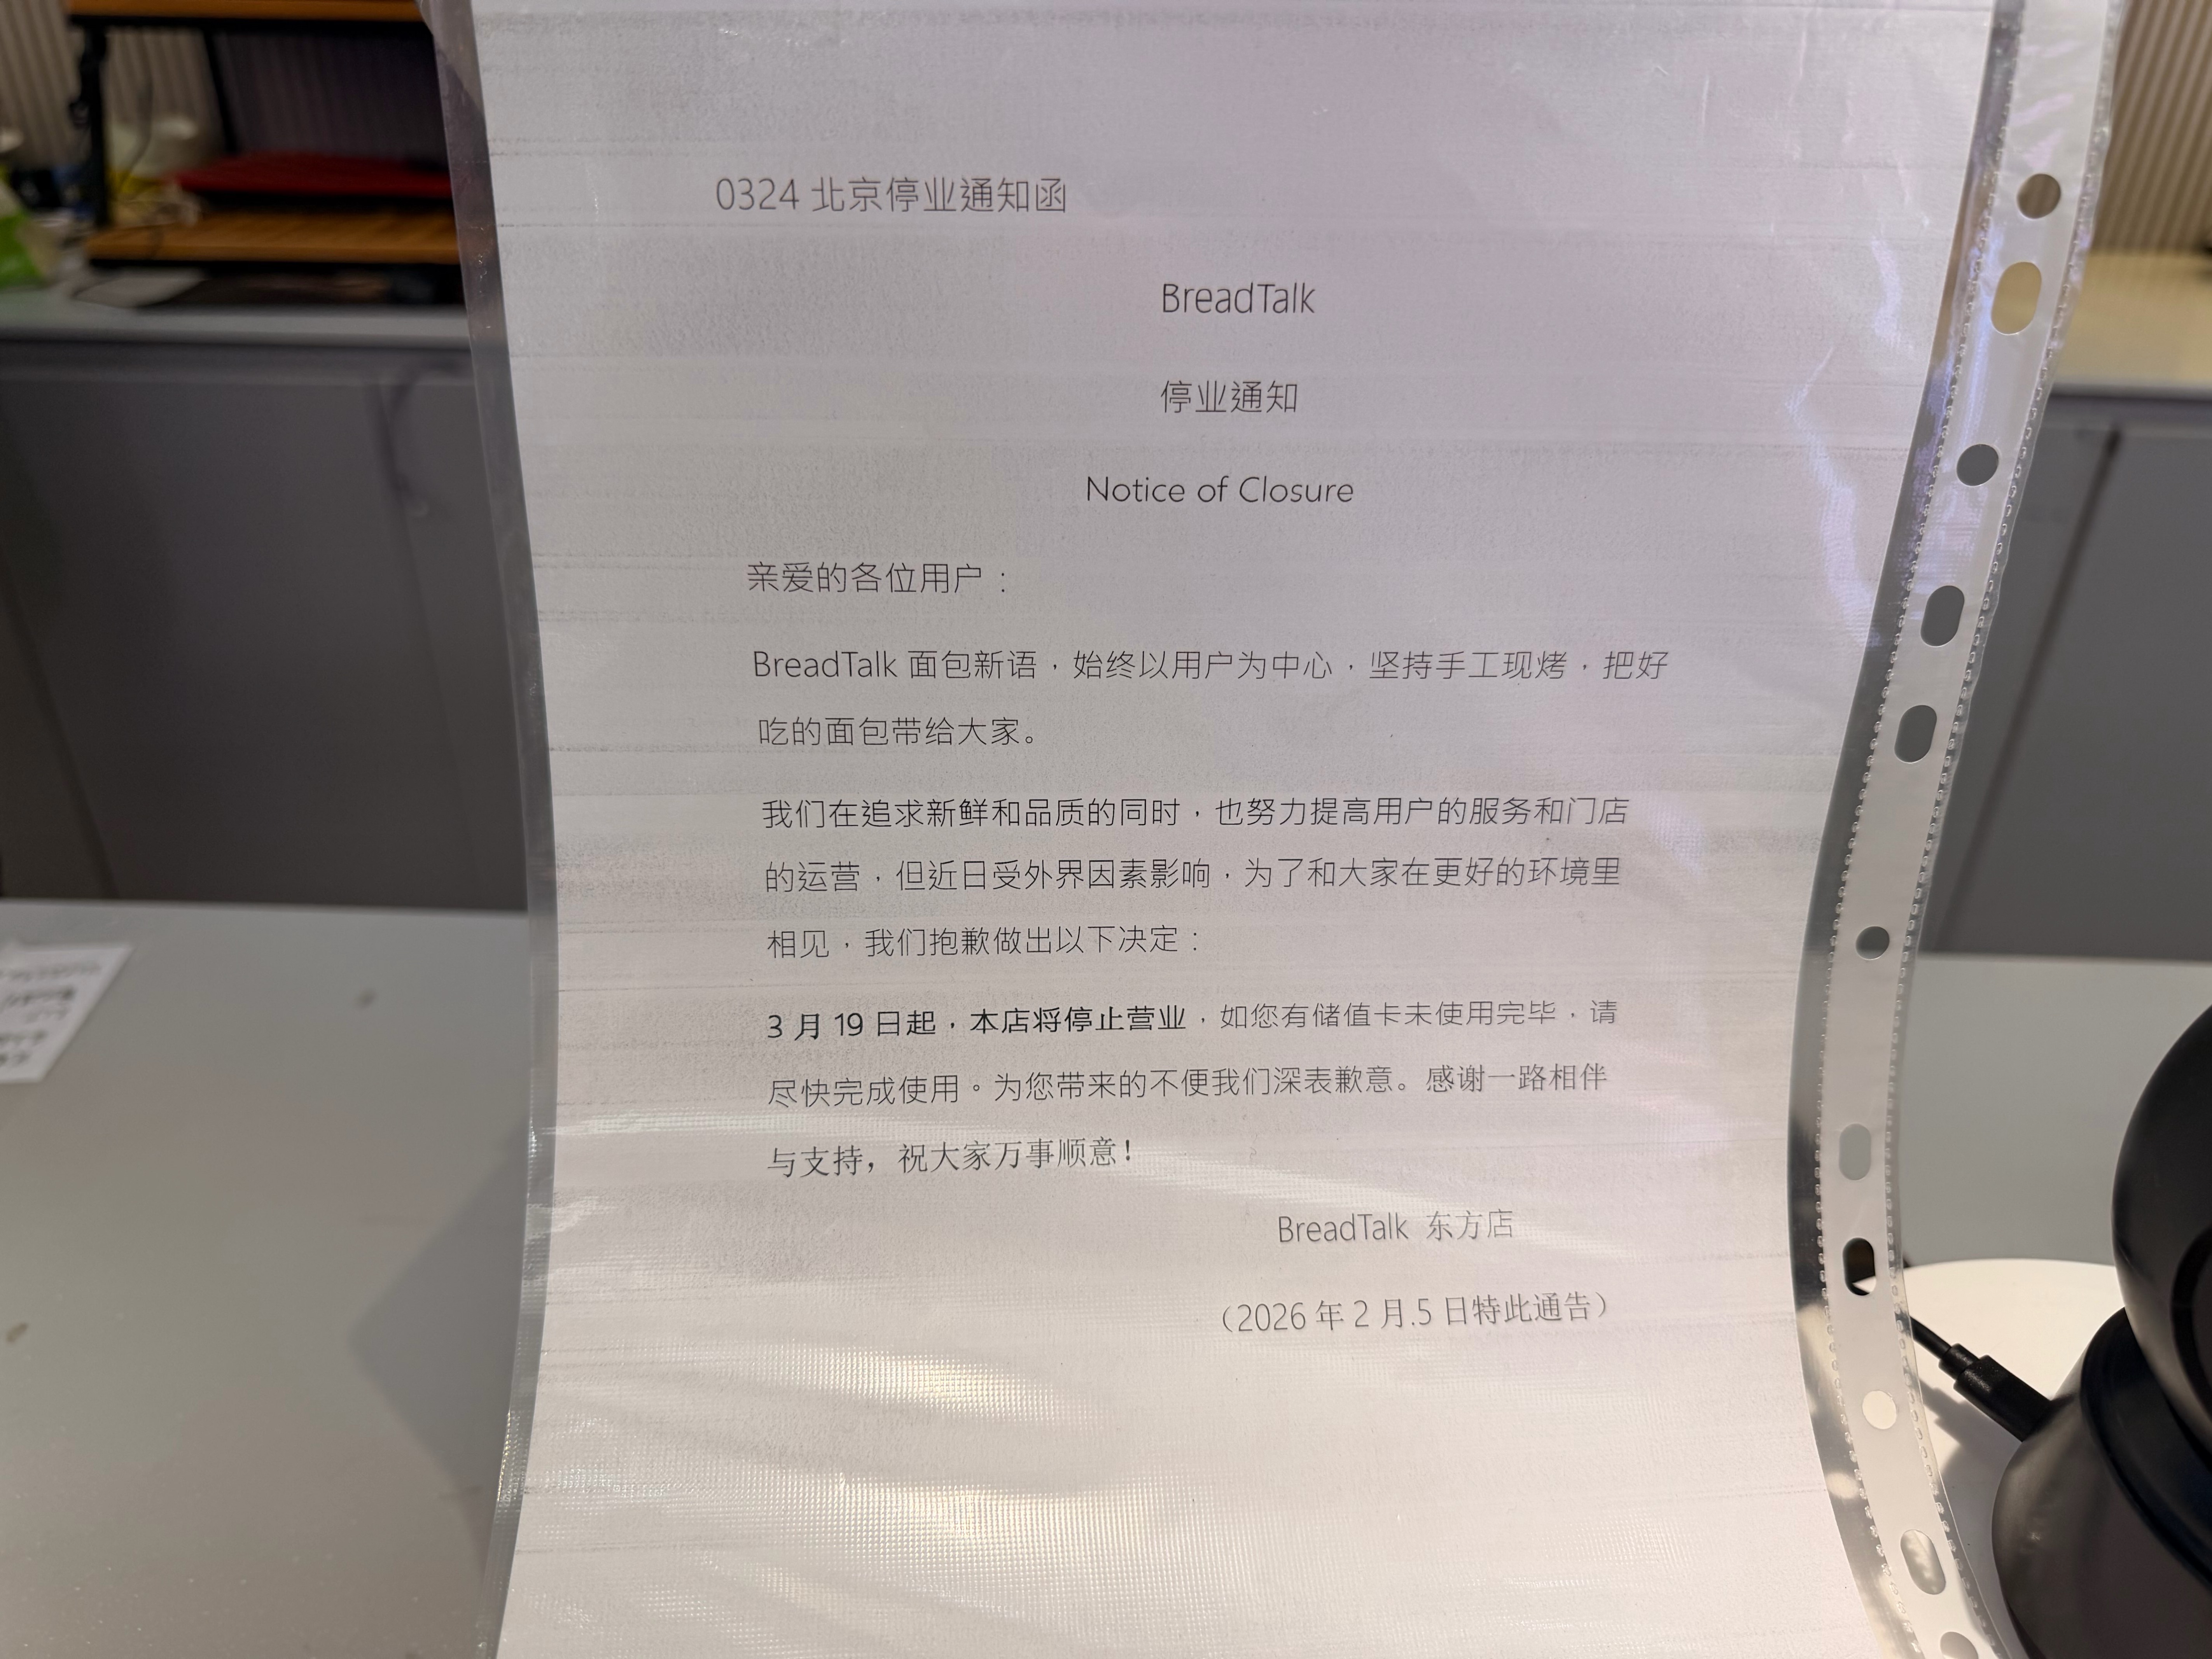 0324 北京停业通知函
BreadTalk
停业通知
Notice of Closure
亲爱的各位用户：
BreadTalk 面包新语，始终以用户为中心，坚持手工现烤，把好
吃的面包带给大家。
我们在追求新鲜和品质的同时，也努力提高用户的服务和门店
的运营，但近日受外界因素影响，为了和大家在更好的环境里
相见，我们抱歉做出以下决定：
3 月 19 日起，本店将停止营业，如您有储值卡未使用完毕，请
尽快完成使用。为您带来的不便我们深表歉意。感谢一路相伴
与支持，祝大家万事顺意！
BreadTalk 东方店
（2026 年 2 月.5 日特此通告）